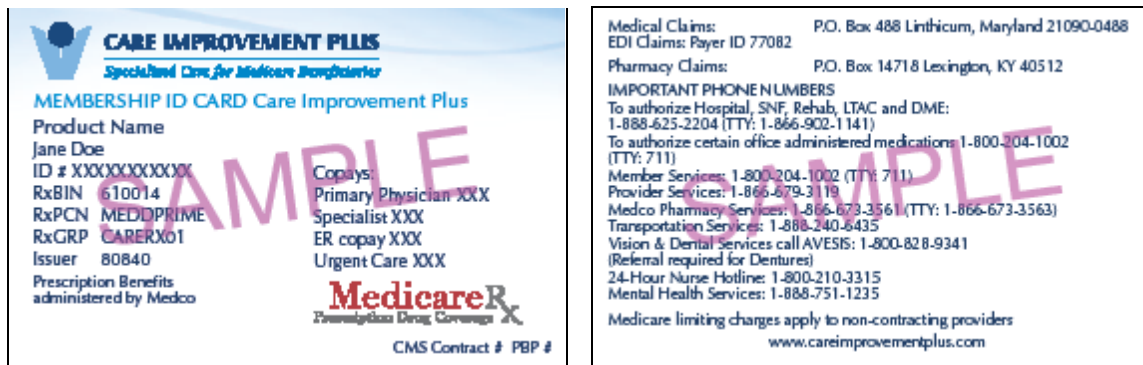 CARE IMPROVEMENT PLUS
Specialized Care for Medicare Beneficiaries
MEMBERSHIP ID CARD Care Improvement Plus
Product Name
Jane Doe
ID # XXXXXXXXXXX
RxBIN 610014
RxPCN MEDDPRIME
RxGRP CARERX01
Issuer 80840
Prescription Benefits
administered by Medco
Copays:
Primary Physician XXX
Specialist XXX
ER copay XXX
Urgent Care XXX
MedicareRx
Prescription Drug Coverage
CMS Contract # PBP #
SAMPLE
Medical Claims: P.O. Box 488 Linthicum, Maryland 21090-0488
EDI Claims: Payer ID 77082
Pharmacy Claims: P.O. Box 14718 Lexington, KY 40512
IMPORTANT PHONE NUMBERS
To authorize Hospital, SNF, Rehab, LTAC and DME:
1-888-625-2204 (TTY: 1-866-902-1141)
To authorize certain office administered medications 1-800-204-1002
(TTY: 711)
Member Services: 1-800-204-1002 (TTY: 711)
Provider Services: 1-866-679-3119
Medco Pharmacy Services: 1-866-673-3561 (TTY: 1-866-673-3563)
Transportation Services: 1-888-240-6435
Vision & Dental Services call AVESIS: 1-800-828-9341
(Referral required for Dentures)
24-Hour Nurse Hotline: 1-800-210-3315
Mental Health Services: 1-888-751-1235
Medicare limiting charges apply to non-contracting providers
www.careimprovementplus.com
SAMPLE